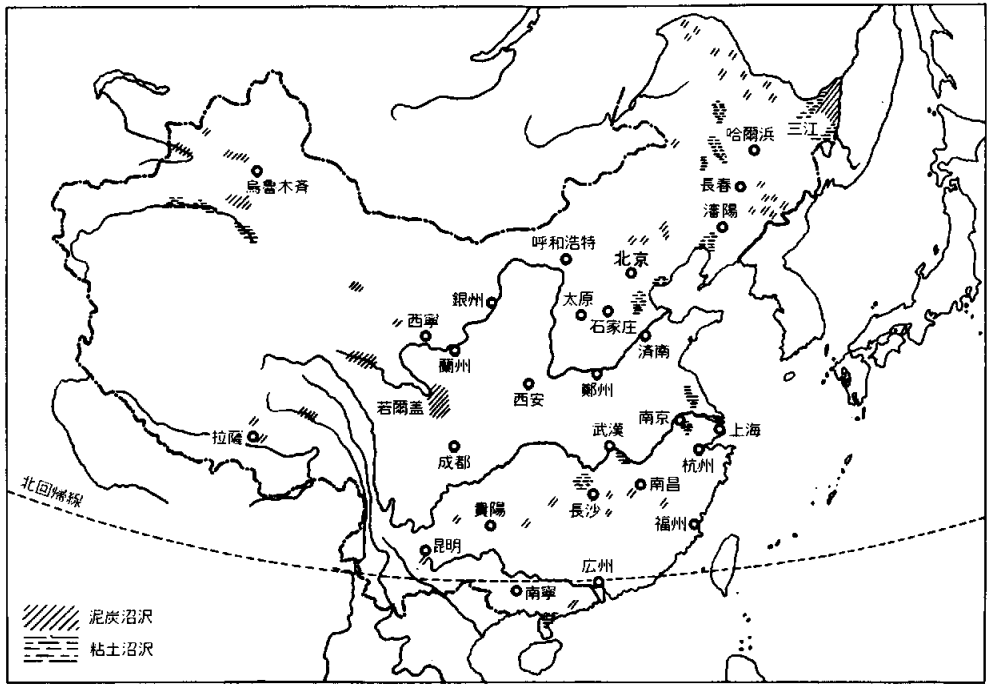 哈爾浜
三江
烏魯木斉
長春
瀋陽
呼和浩特
北京
銀州
太原
石家庄
西寧
済南
蘭州
若爾蓋
西安
鄭州
南京
上海
拉薩
成都
武漢
杭州
南昌
北回帰線
貴陽
長沙
福州
昆明
広州
南寧
泥炭沼沢
粘土沼沢